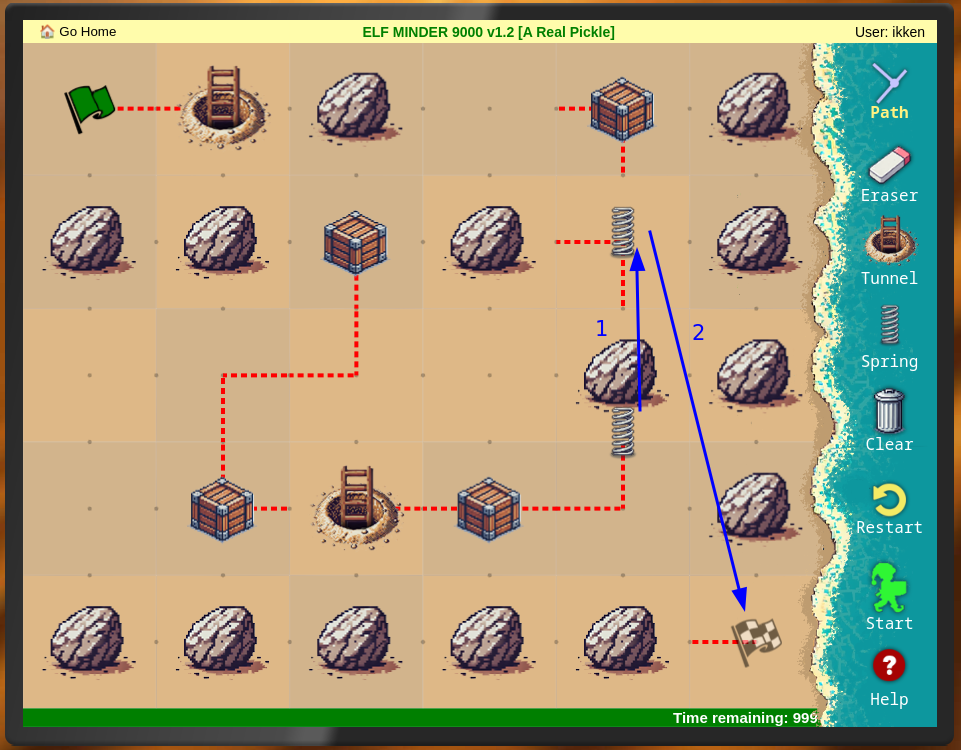 Go Home
ELF MINDER 9000 v1.2 [A Real Pickle]
User: ikken
Path
Eraser
Tunnel
1
2
Spring
Clear
Restart
Start
?
Help
Time remaining: 999